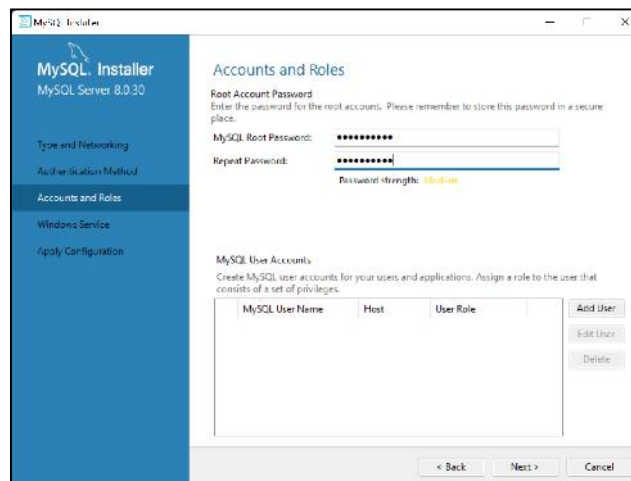 MySQL Installer
MySQL. Installer
MySQL Server 8.0.30
Type and Networking
Authentication Method
Accounts and Roles
Windows Service
Apply Configuration
Accounts and Roles
Root Account Password
Enter the password for the root account. Please remember to store this password in a secure
place.
MySQL Root Password:
Repeat Password:
Password strength: Medium
MySQL User Accounts
Create MySQL user accounts for your users and applications. Assign a role to the user that
consists of a set of privileges.
MySQL User Name Host User Role
Add User
Edit User
Delete
< Back Next > Cancel